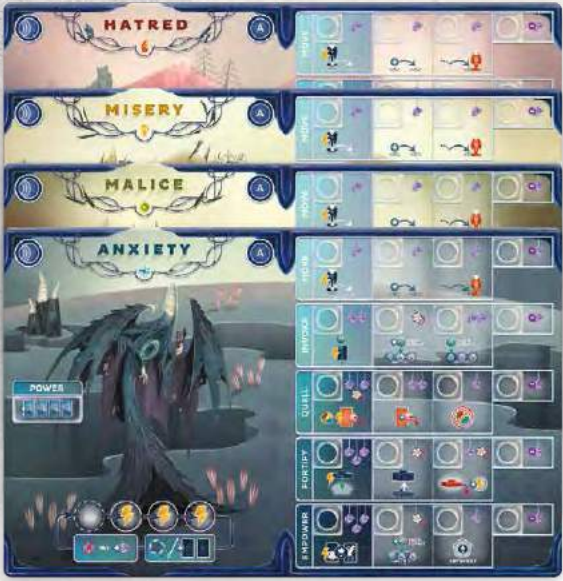 HATRED
A
MOVE
MISERY
A
MOVE
MALICE
A
MOVE
ANXIETY
A
MOVE
INVOKE
POWER
QUELL
FORTIFY
EMPOWER